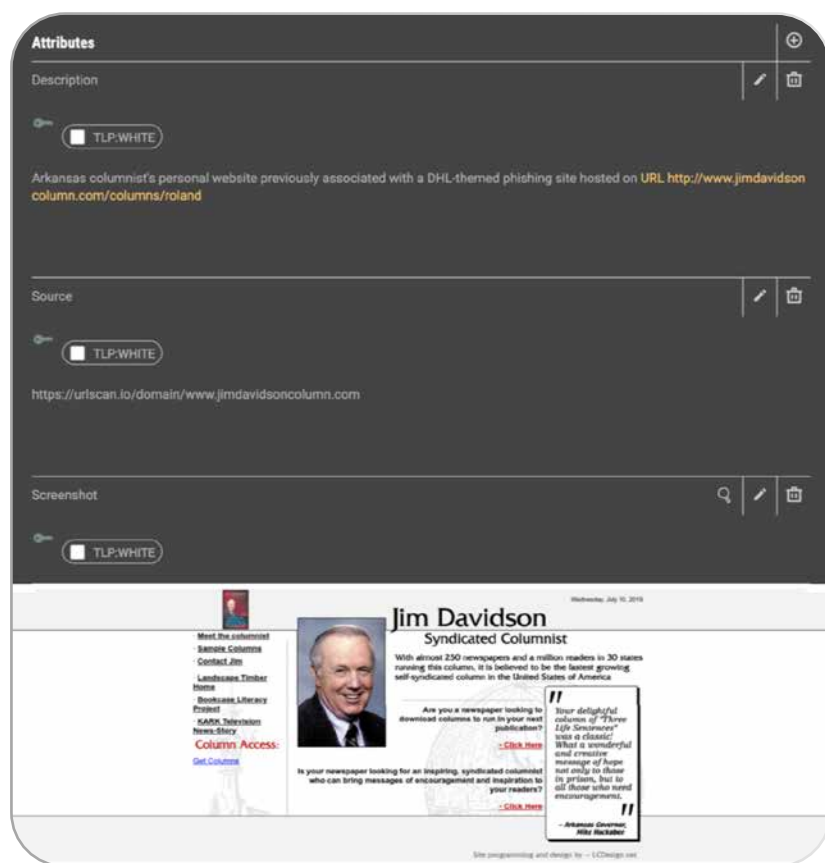 Attributes
Description
TLP:WHITE
Arkansas columnist's personal website previously associated with a DHL-themed phishing site hosted on URL http://www.jimdavidson
column.com/columns/roland
Source
TLP:WHITE
https://urlscan.io/domain/www.jimdavidsoncolumn.com
Screenshot
TLP:WHITE
Wednesday, July 10, 2019
Jim Davidson
Syndicated Columnist
With almost 250 newspapers and a million readers in 30 states
running this column, it is believed to be the fastest growing
self-syndicated column in the United States of America
· Meet the columnist
· Sample Columns
· Contact Jim
· Landscape Timber
Home
· Bookcase Literacy
Project
· KARK Television
News-Story
Column Access:
Get Columns
Are you a newspaper looking to
download columns to run in your next
publication?
- Click Here
Is your newspaper looking for an inspiring, syndicated columnist
who can bring messages of encouragement and inspiration to
your readers?
- Click Here
"
Your delightful
column of "Three
Life Sentences"
was a classic!
What a wonderful
and creative
message of hope
not only to those
in prison, but to
all those who need
encouragement.
"
- Arkansas Governor,
Mike Huckabee
Site programming and design by -- LCDesign.net